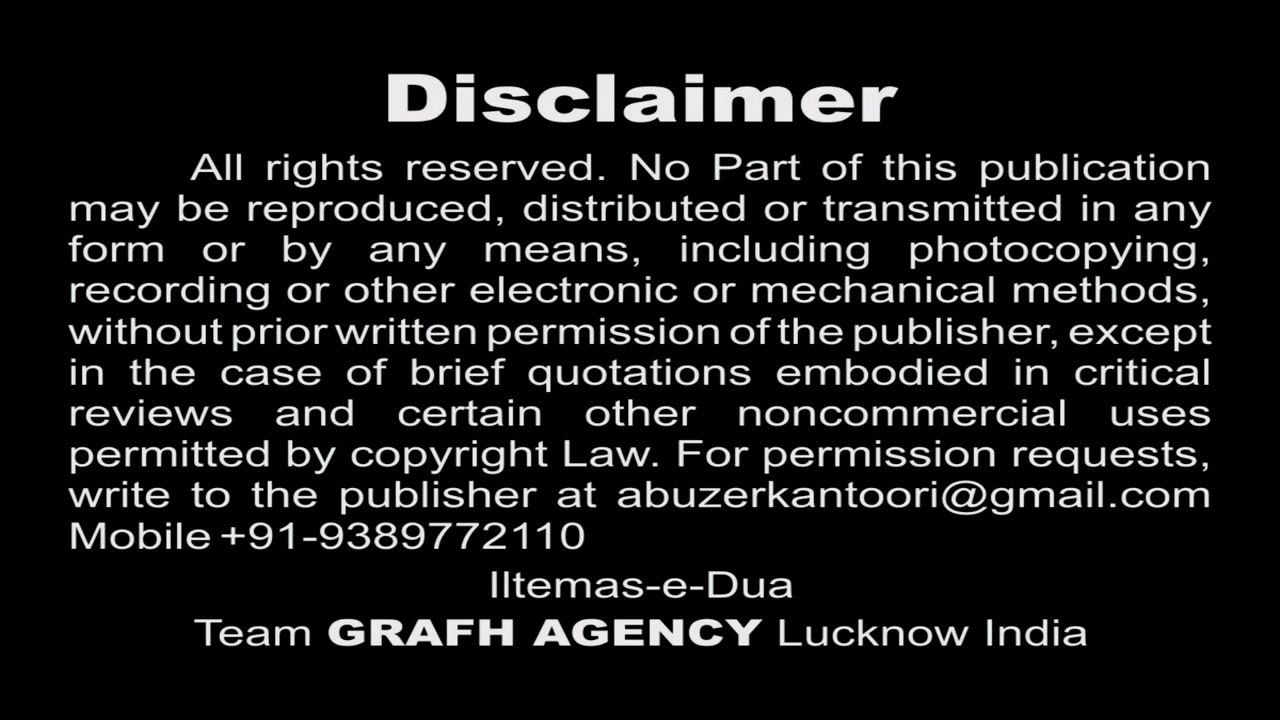 Disclaimer
All rights reserved. No Part of this publication
may be reproduced, distributed or transmitted in any
form or by any means, including photocopying,
recording or other electronic or mechanical methods,
without prior written permission of the publisher, except
in the case of brief quotations embodied in critical
reviews and certain other noncommercial uses
permitted by copyright Law. For permission requests,
write to the publisher at abuzerkantoori@gmail.com
Mobile +91-9389772110
Iltemas-e-Dua
Team GRAFH AGENCY Lucknow India